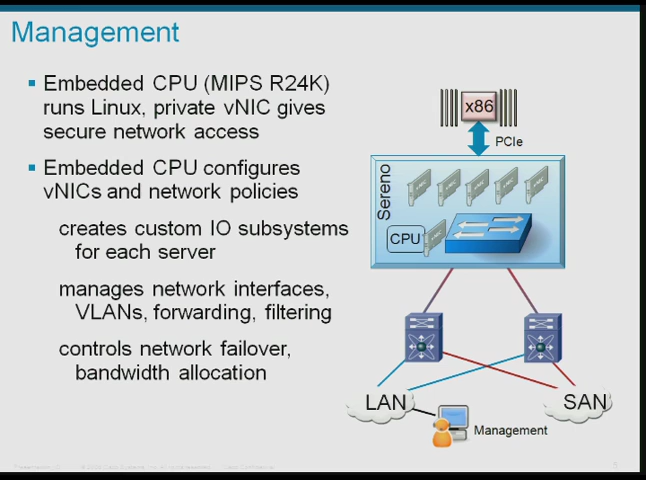 Management
Embedded CPU (MIPS R24K)
runs Linux, private vNIC gives
secure network access
Embedded CPU configures
vNICs and network policies
creates custom IO subsystems
for each server
manages network interfaces,
VLANs, forwarding, filtering
controls network failover,
bandwidth allocation
x86
PCIe
Sereno
CPU
LAN
SAN
Management